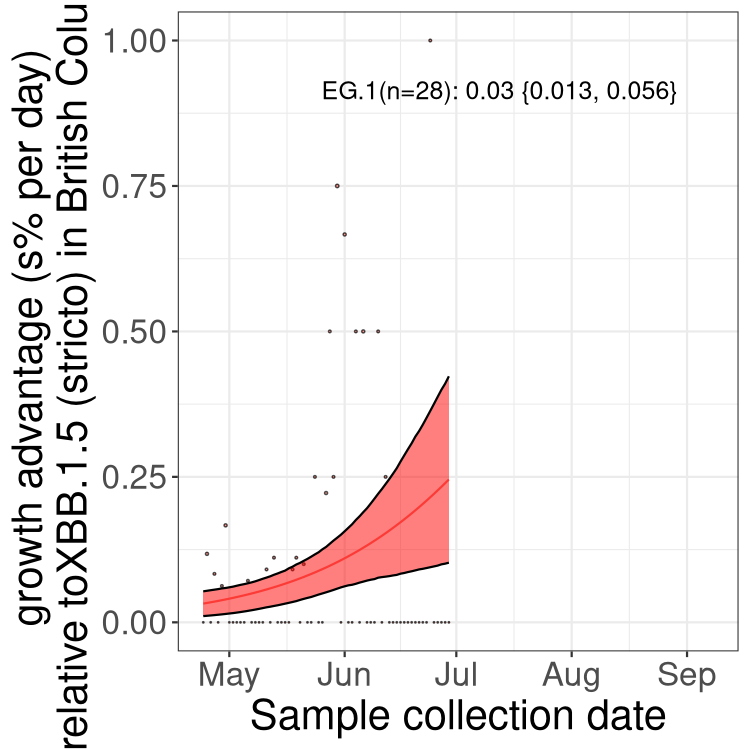 growth advantage (s% per day)
relative toXBB.1.5 (stricto) in British Colu
1.00
0.75
0.50
0.25
0.00
EG.1(n=28): 0.03 {0.013, 0.056}
May Jun Jul Aug Sep
Sample collection date